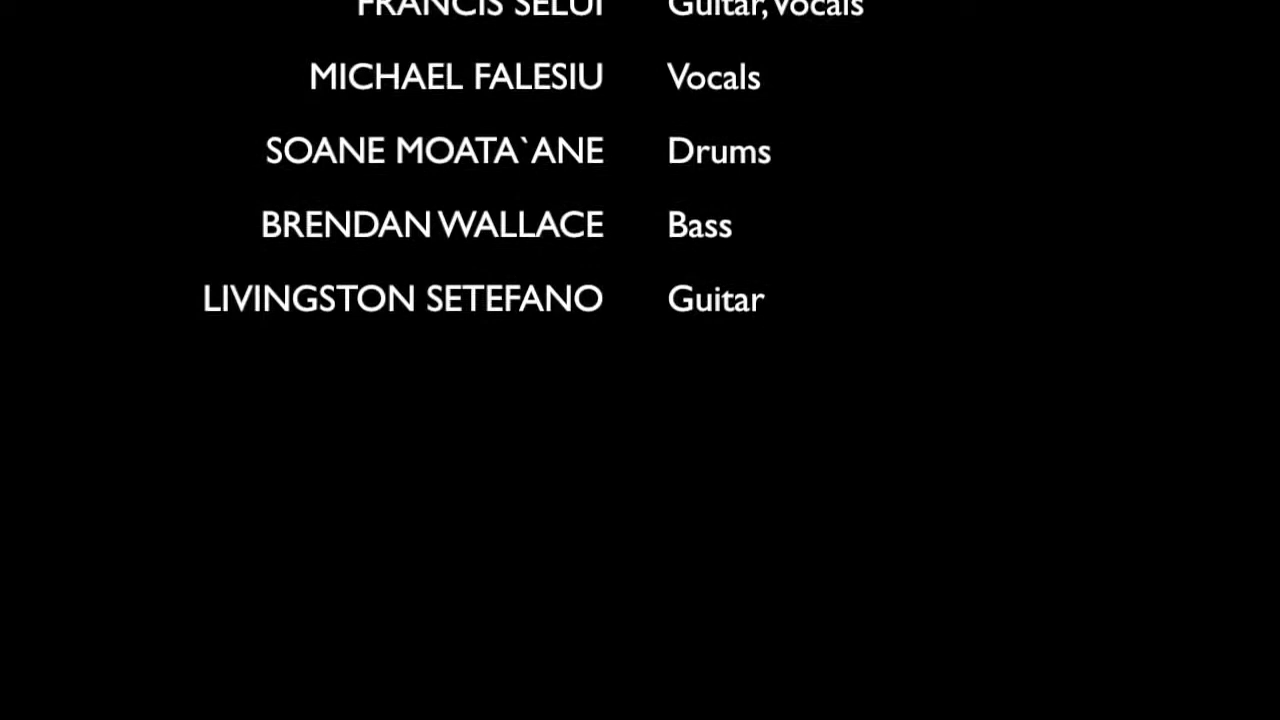 FRANCIS SELUI Guitar, Vocals
MICHAEL FALESIU Vocals
SOANE MOATA`ANE Drums
BRENDAN WALLACE Bass
LIVINGSTON SETEFANO Guitar